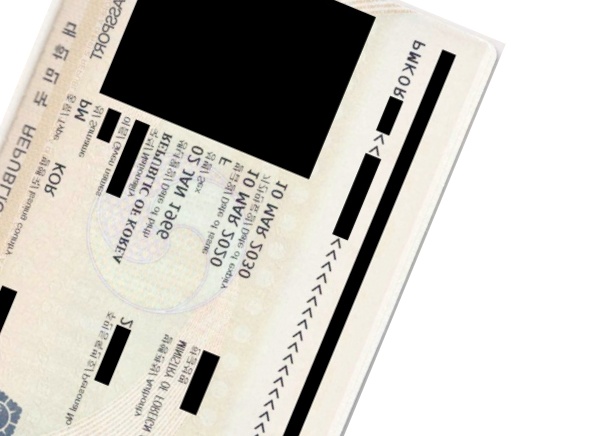 PASSPORT
대한민국
REPUBLIC
종류/Type
PM
발행국/Issuing country
KOR
성/Surname
이름/Given names
국적/Nationality
REPUBLIC OF KOREA
생년월일/Date of birth
02 JAN 1966
성별/Sex
F
발급일/Date of issue
10 MAR 2020
기간만료일/Date of expiry
10 MAR 2030
주민등록번호/Personal No.
2
발행관청/Authority
MINISTRY OF FOREIGN
PMKOR